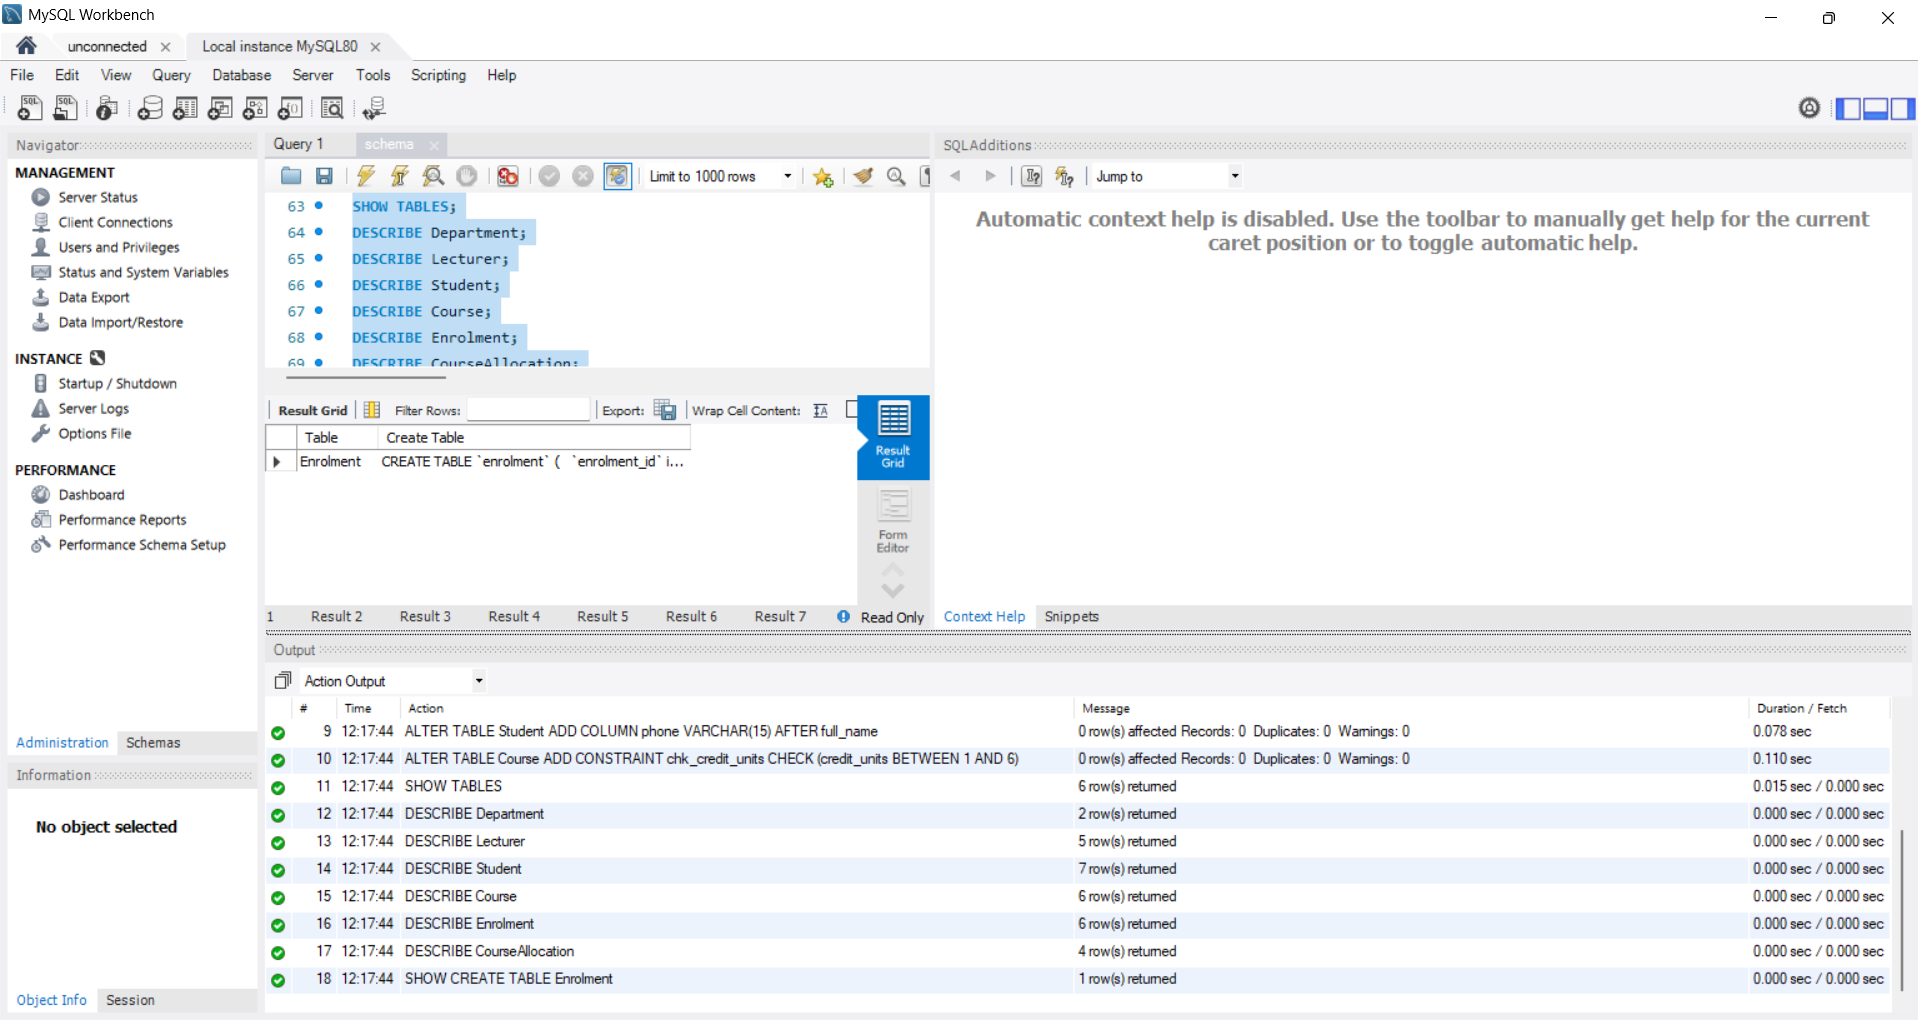 MySQL Workbench
unconnected
Local instance MySQL80
File Edit View Query Database Server Tools Scripting Help
Navigator
MANAGEMENT
Server Status
Client Connections
Users and Privileges
Status and System Variables
Data Export
Data Import/Restore
INSTANCE
Startup / Shutdown
Server Logs
Options File
PERFORMANCE
Dashboard
Performance Reports
Performance Schema Setup
Administration Schemas
Information
No object selected
Object Info Session
Query 1 schema
Limit to 1000 rows
63 SHOW TABLES;
64 DESCRIBE Department;
65 DESCRIBE Lecturer;
66 DESCRIBE Student;
67 DESCRIBE Course;
68 DESCRIBE Enrolment;
69 DESCRIBE CourseAllocation;
Result Grid Filter Rows: Export: Wrap Cell Content:
Table Create Table
Enrolment CREATE TABLE `enrolment` ( `enrolment_id` i...
Result
Grid
Form
Editor
1 Result 2 Result 3 Result 4 Result 5 Result 6 Result 7 Read Only
SQLAdditions
Jump to
Automatic context help is disabled. Use the toolbar to manually get help for the current
caret position or to toggle automatic help.
Context Help Snippets
Output
Action Output
# Time Action Message Duration / Fetch
9 12:17:44 ALTER TABLE Student ADD COLUMN phone VARCHAR(15) AFTER full_name 0 row(s) affected Records: 0 Duplicates: 0 Warnings: 0 0.078 sec
10 12:17:44 ALTER TABLE Course ADD CONSTRAINT chk_credit_units CHECK (credit_units BETWEEN 1 AND 6) 0 row(s) affected Records: 0 Duplicates: 0 Warnings: 0 0.110 sec
11 12:17:44 SHOW TABLES 6 row(s) returned 0.015 sec / 0.000 sec
12 12:17:44 DESCRIBE Department 2 row(s) returned 0.000 sec / 0.000 sec
13 12:17:44 DESCRIBE Lecturer 5 row(s) returned 0.000 sec / 0.000 sec
14 12:17:44 DESCRIBE Student 7 row(s) returned 0.000 sec / 0.000 sec
15 12:17:44 DESCRIBE Course 6 row(s) returned 0.000 sec / 0.000 sec
16 12:17:44 DESCRIBE Enrolment 6 row(s) returned 0.000 sec / 0.000 sec
17 12:17:44 DESCRIBE CourseAllocation 4 row(s) returned 0.000 sec / 0.000 sec
18 12:17:44 SHOW CREATE TABLE Enrolment 1 row(s) returned 0.000 sec / 0.000 sec